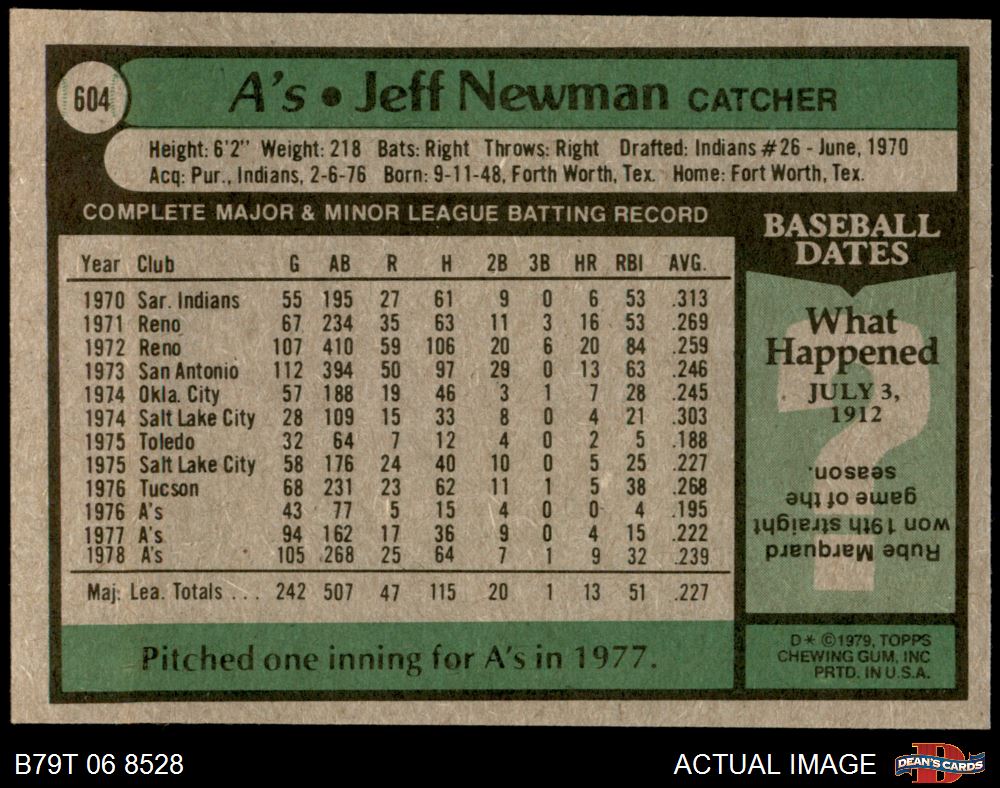 604
A's • Jeff Newman CATCHER
Height: 6'2" Weight: 218 Bats: Right Throws: Right Drafted: Indians #26 - June, 1970
Acq: Pur., Indians, 2-6-76 Born: 9-11-48, Forth Worth, Tex. Home: Fort Worth, Tex.
COMPLETE MAJOR & MINOR LEAGUE BATTING RECORD
Year Club G AB R H 2B 3B HR RBI AVG.
1970 Sar. Indians 55 195 27 61 9 0 6 53 .313
1971 Reno 67 234 35 63 11 3 16 53 .269
1972 Reno 107 410 59 106 20 6 20 84 .259
1973 San Antonio 112 394 50 97 29 0 13 63 .246
1974 Okla. City 57 188 19 46 3 1 7 28 .245
1974 Salt Lake City 28 109 15 33 8 0 4 21 .303
1975 Toledo 32 64 7 12 4 0 2 5 .188
1975 Salt Lake City 58 176 24 40 10 0 5 25 .227
1976 Tucson 68 231 23 62 11 1 5 38 .268
1976 A's 43 77 5 15 4 0 0 4 .195
1977 A's 94 162 17 36 9 0 4 15 .222
1978 A's 105 268 25 64 7 1 9 32 .239
Maj. Lea. Totals ... 242 507 47 115 20 1 13 51 .227
Pitched one inning for A's in 1977.
BASEBALL
DATES
What
Happened
JULY 3,
1912
?
Rube Marquard
won 19th straight
game of the
season.
D* ©1979, TOPPS
CHEWING GUM, INC
PRTD. IN U.S.A.
B79T 06 8528
ACTUAL IMAGE
D
DEAN'S CARDS